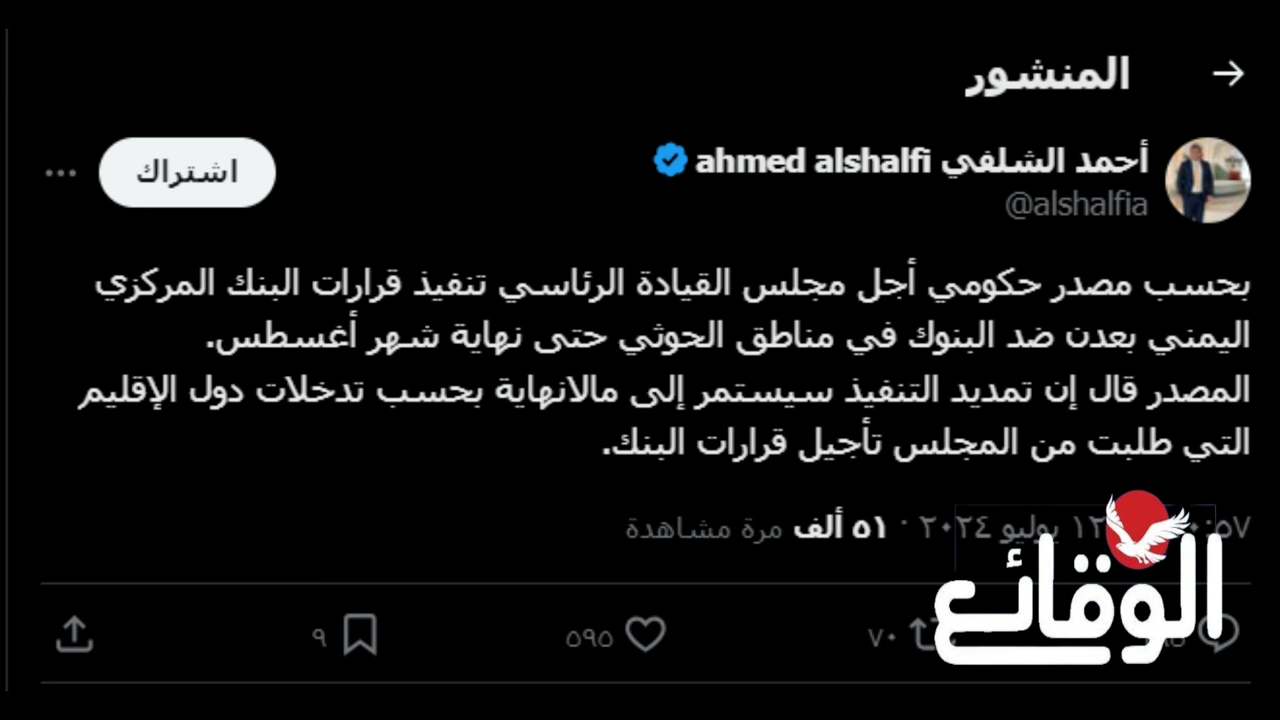 المنشور
أحمد الشلفي ahmed alshalfi
@alshalfia
اشتراك
بحسب مصدر حكومي أجل مجلس القيادة الرئاسي تنفيذ قرارات البنك المركزي
اليمني بعدن ضد البنوك في مناطق الحوثي حتى نهاية شهر أغسطس.
المصدر قال إن تمديد التنفيذ سيستمر إلى مالانهاية بحسب تدخلات دول الإقليم
التي طلبت من المجلس تأجيل قرارات البنك.
١٢ يوليو ٢٠٢٤ · ٥١ ألف مرة مشاهدة
الوقائع
٧٠ ٥٩٥ ٩